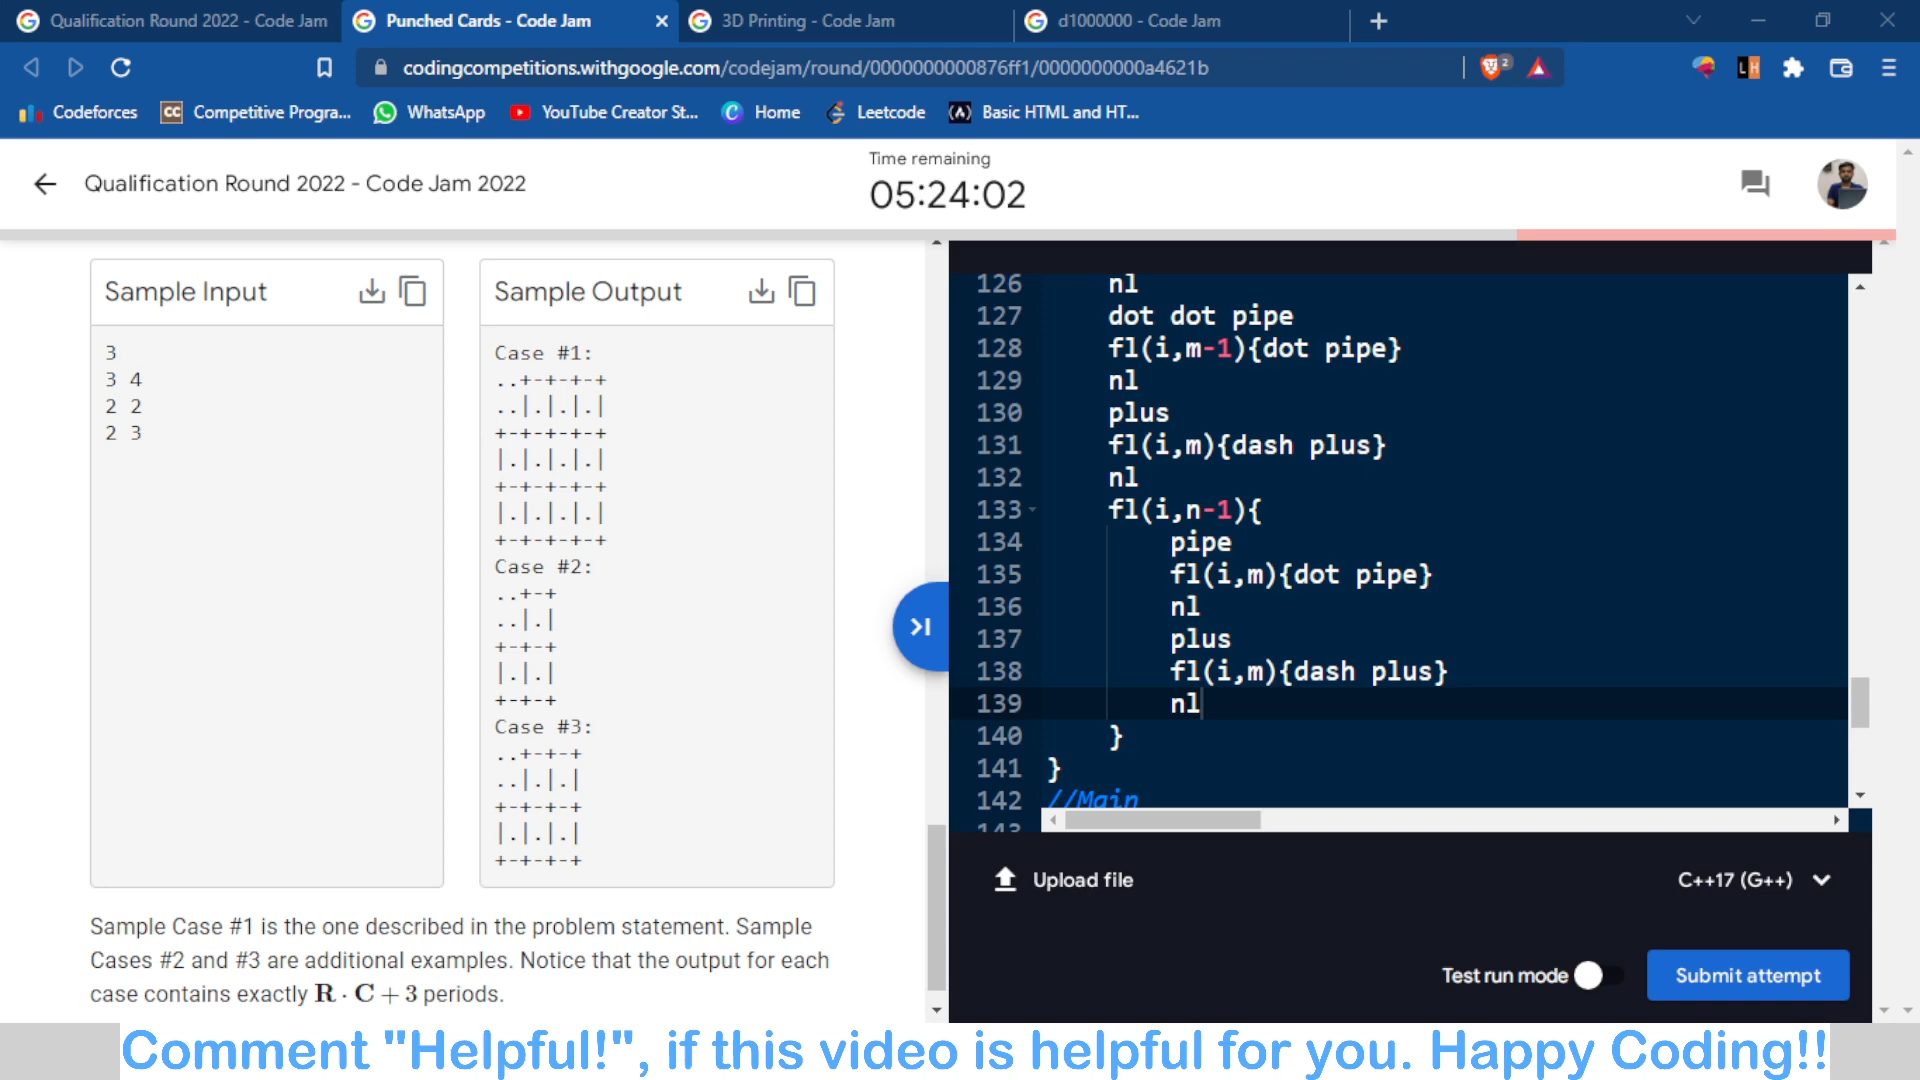 Qualification Round 2022 - Code Jam
Punched Cards - Code Jam
3D Printing - Code Jam
d1000000 - Code Jam
codingcompetitions.withgoogle.com/codejam/round/0000000000876ff1/0000000000a4621b
2
LH
Codeforces
CC
Competitive Progra...
WhatsApp
YouTube Creator St...
Home
Leetcode
Basic HTML and HT...
Qualification Round 2022 - Code Jam 2022
Time remaining
05:24:02
Sample Input
3
3 4
2 2
2 3
Sample Output
Case #1:
..+-+-+-+
..|.|.|.|
+-+-+-+-+
|.|.|.|.|
+-+-+-+-+
|.|.|.|.|
+-+-+-+-+
Case #2:
..+-+
..|.|
+-+-+
|.|.|
+-+-+
Case #3:
..+-+-+
..|.|.|
+-+-+-+
|.|.|.|
+-+-+-+
Sample Case #1 is the one described in the problem statement. Sample
Cases #2 and #3 are additional examples. Notice that the output for each
case contains exactly R · C + 3 periods.
126 nl
127 dot dot pipe
128 fl(i,m-1){dot pipe}
129 nl
130 plus
131 fl(i,m){dash plus}
132 nl
133 fl(i,n-1){
134 pipe
135 fl(i,m){dot pipe}
136 nl
137 plus
138 fl(i,m){dash plus}
139 nl
140 }
141 }
142 //Main
143
Upload file
C++17 (G++)
Test run mode
Submit attempt
Comment "Helpful!", if this video is helpful for you. Happy Coding!!